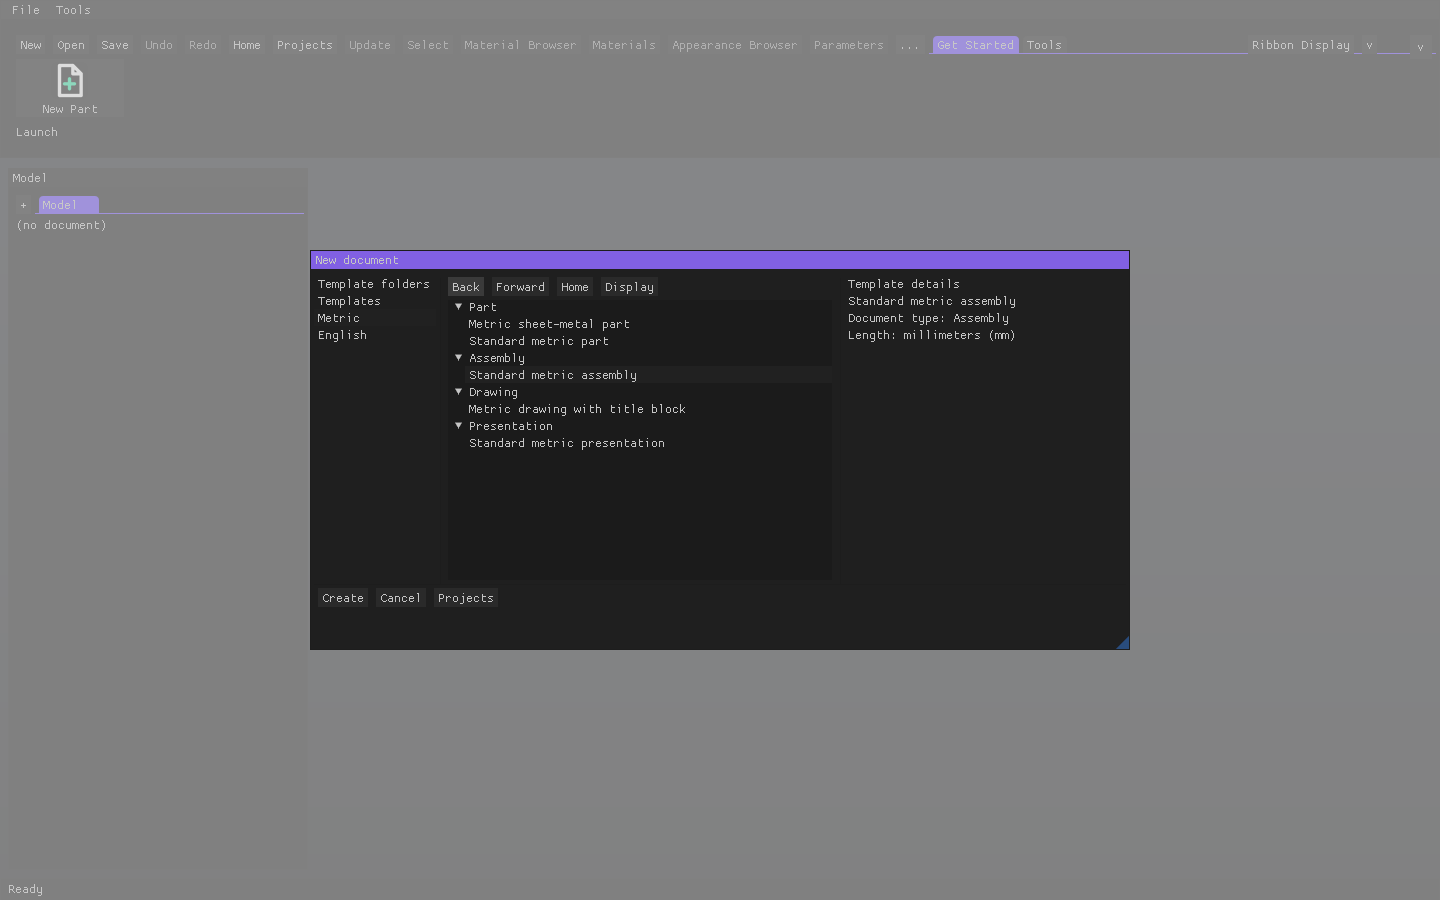 File Tools
New Open Save Undo Redo Home Projects Update Select Material Browser Materials Appearance Browser Parameters ... Get Started Tools Ribbon Display v v
New Part
Launch
Model
+ Model
(no document)
New document
Template folders
Templates
Metric
English
Back Forward Home Display
Part
Metric sheet-metal part
Standard metric part
Assembly
Standard metric assembly
Drawing
Metric drawing with title block
Presentation
Standard metric presentation
Template details
Standard metric assembly
Document type: Assembly
Length: millimeters (mm)
Create Cancel Projects
Ready